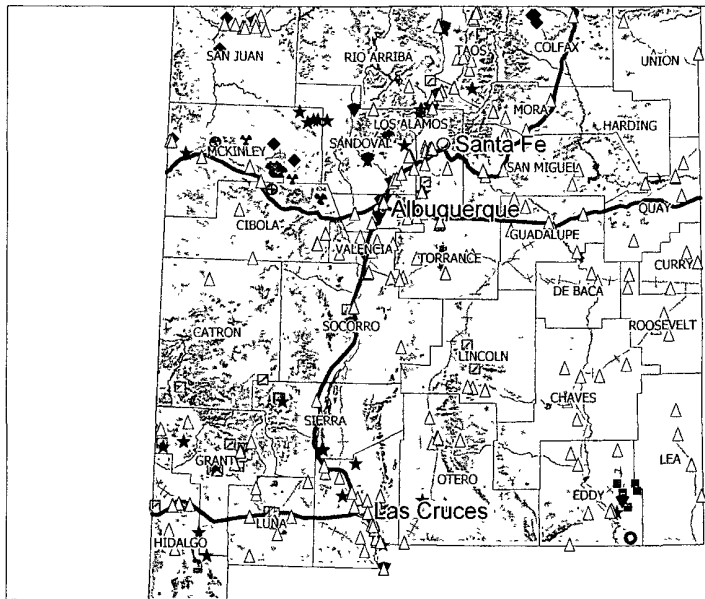 COLFAX
SAN JUAN
RIO ARRIBA
TAOS
UNION
MORA
HARDING
LOS ALAMOS
SANDOVAL
Santa Fe
MCKINLEY
SAN MIGUEL
Albuquerque
QUAY
CIBOLA
GUADALUPE
VALENCIA
TORRANCE
CURRY
DE BACA
SOCORRO
ROOSEVELT
CATRON
LINCOLN
CHAVES
SIERRA
GRANT
LEA
OTERO
EDDY
Las Cruces
LUNA
HIDALGO